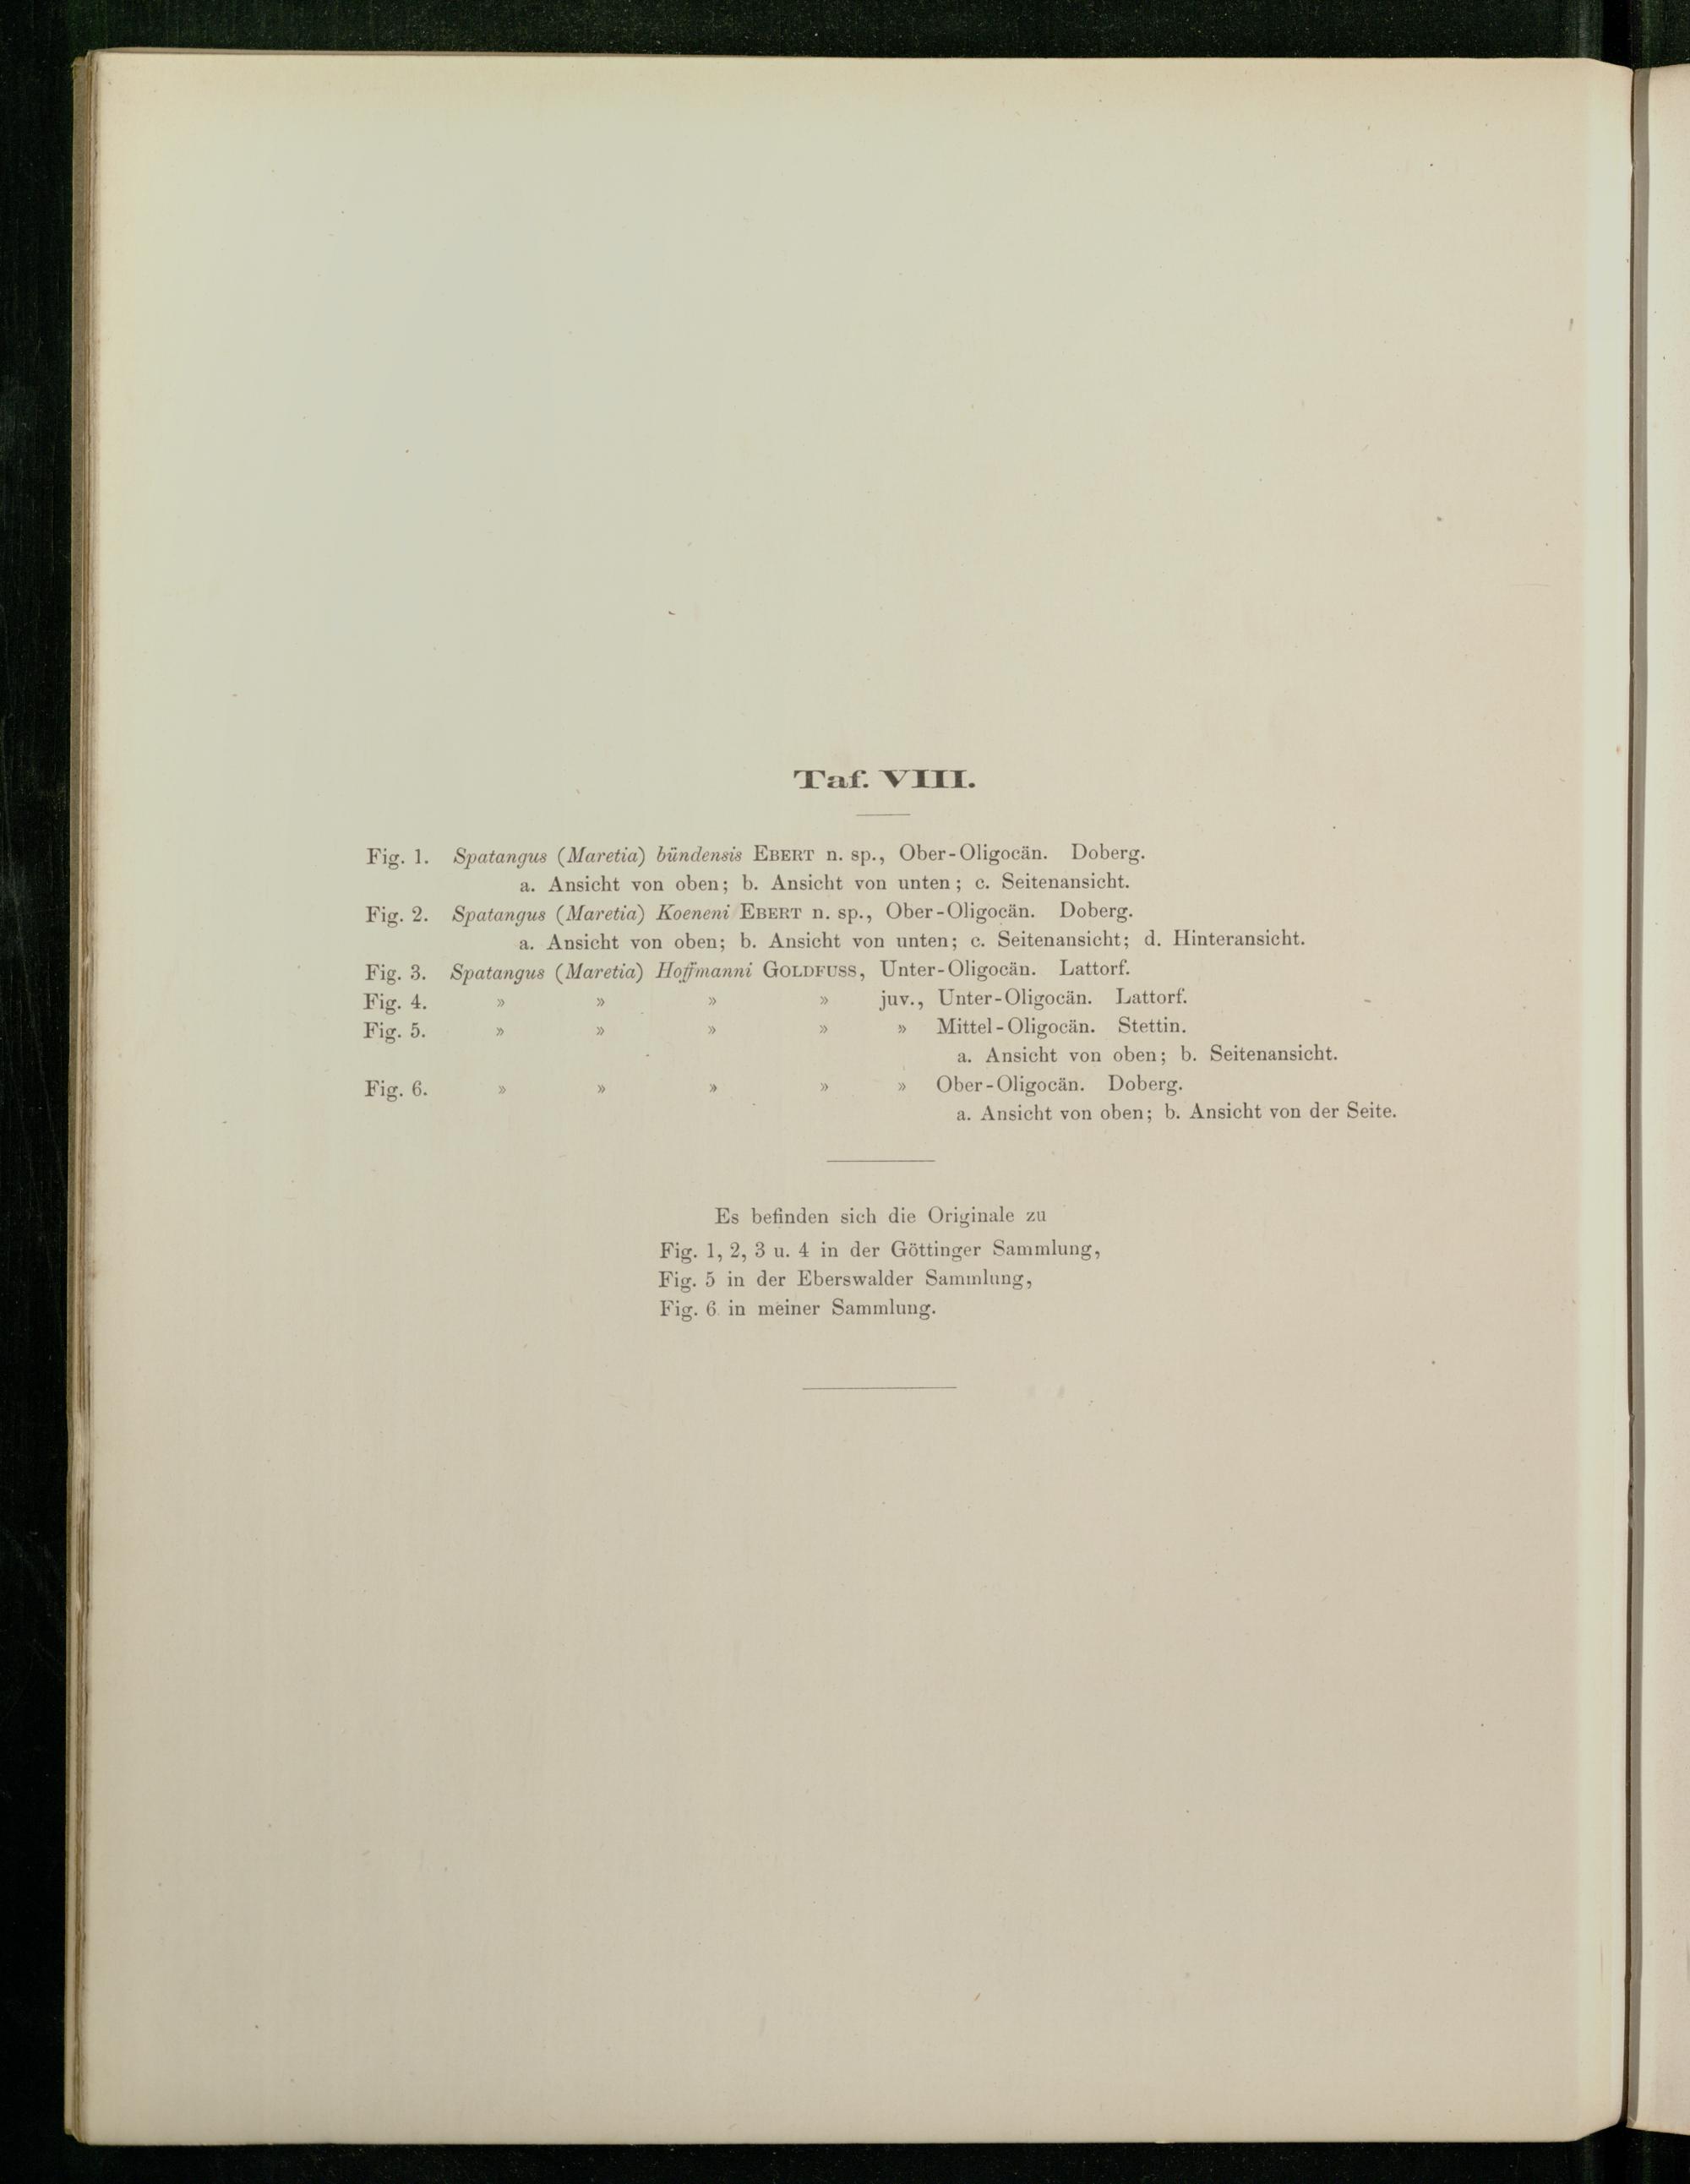 Taf. VIII.
Fig. 1. Spatangus (Maretia) bündensis EBERT n. sp., Ober-Oligocän. Doberg.
a. Ansicht von oben; b. Ansicht von unten; c. Seitenansicht.
Fig. 2. Spatangus (Maretia) Koeneni EBERT n. sp., Ober-Oligocän. Doberg.
a. Ansicht von oben; b. Ansicht von unten; c. Seitenansicht; d. Hinteransicht.
Fig. 3. Spatangus (Maretia) Hoffmanni GOLDFUSS, Unter-Oligocän. Lattorf.
Fig. 4. » » » » juv., Unter-Oligocän. Lattorf.
Fig. 5. » » » » » Mittel-Oligocän. Stettin.
a. Ansicht von oben; b. Seitenansicht.
Fig. 6. » » » » » Ober-Oligocän. Doberg.
a. Ansicht von oben; b. Ansicht von der Seite.
Es befinden sich die Originale zu
Fig. 1, 2, 3 u. 4 in der Göttinger Sammlung,
Fig. 5 in der Eberswalder Sammlung,
Fig. 6 in meiner Sammlung.